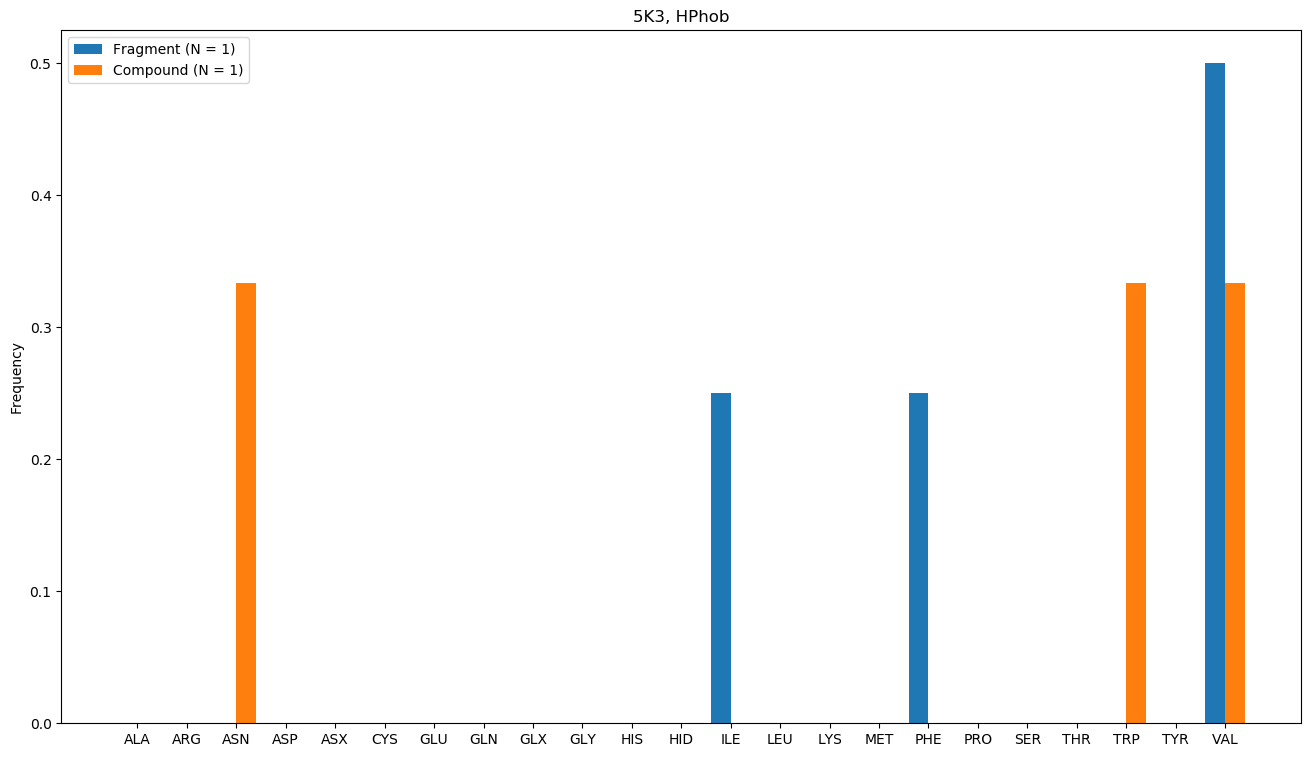 5K3, HPhob
Fragment (N = 1)
Compound (N = 1)
Frequency
0.5
0.4
0.3
0.2
0.1
0.0
ALA ARG ASN ASP ASX CYS GLU GLN GLX GLY HIS HID ILE LEU LYS MET PHE PRO SER THR TRP TYR VAL